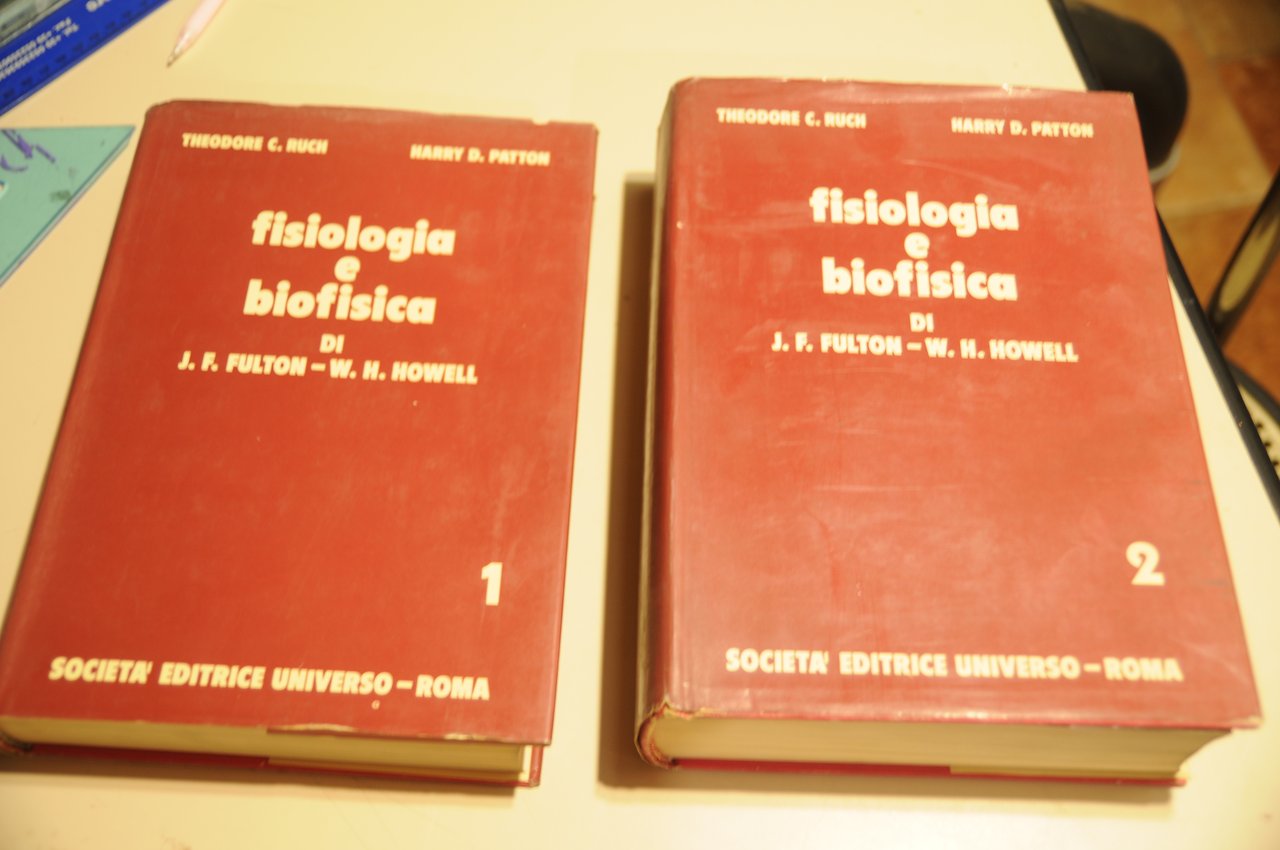 THEODORE C. RUCH
HARRY D. PATTON
fisiologia
e
biofisica
DI
J. F. FULTON – W. H. HOWELL
1
SOCIETA' EDITRICE UNIVERSO – ROMA
THEODORE C. RUCH
HARRY D. PATTON
fisiologia
e
biofisica
DI
J. F. FULTON – W. H. HOWELL
2
SOCIETA' EDITRICE UNIVERSO – ROMA